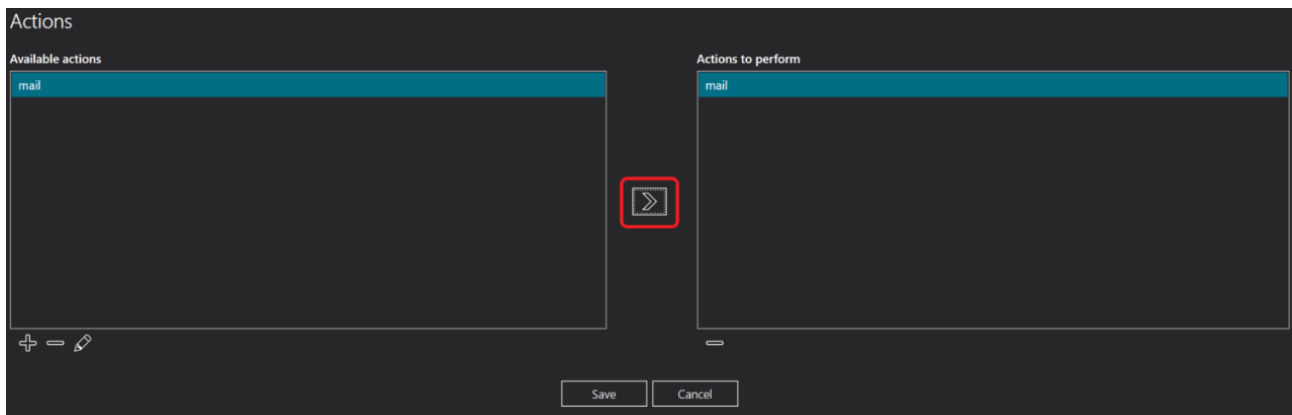 Actions
Available actions
mail
Actions to perform
mail
Save
Cancel